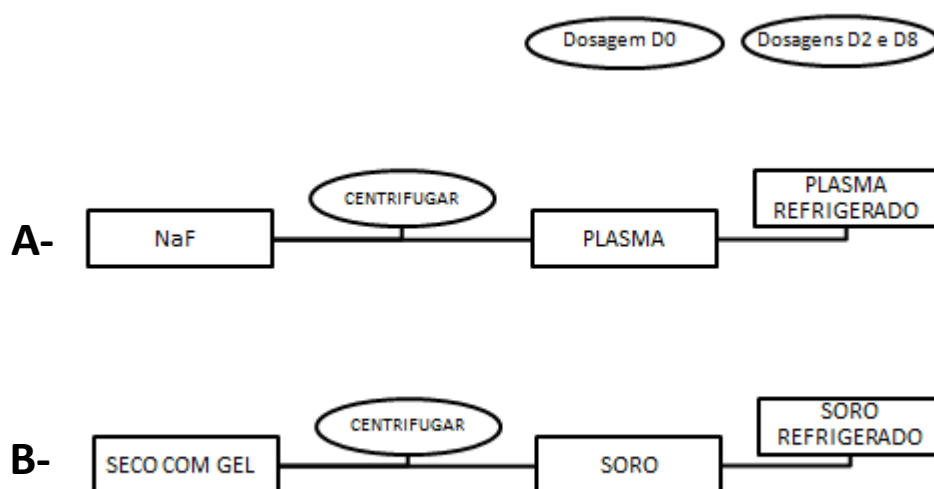 Dosagem D0
Dosagens D2 e D8
CENTRIFUGAR
PLASMA
REFRIGERADO
A-
NaF
PLASMA
CENTRIFUGAR
SORO
REFRIGERADO
B-
SECO COM GEL
SORO